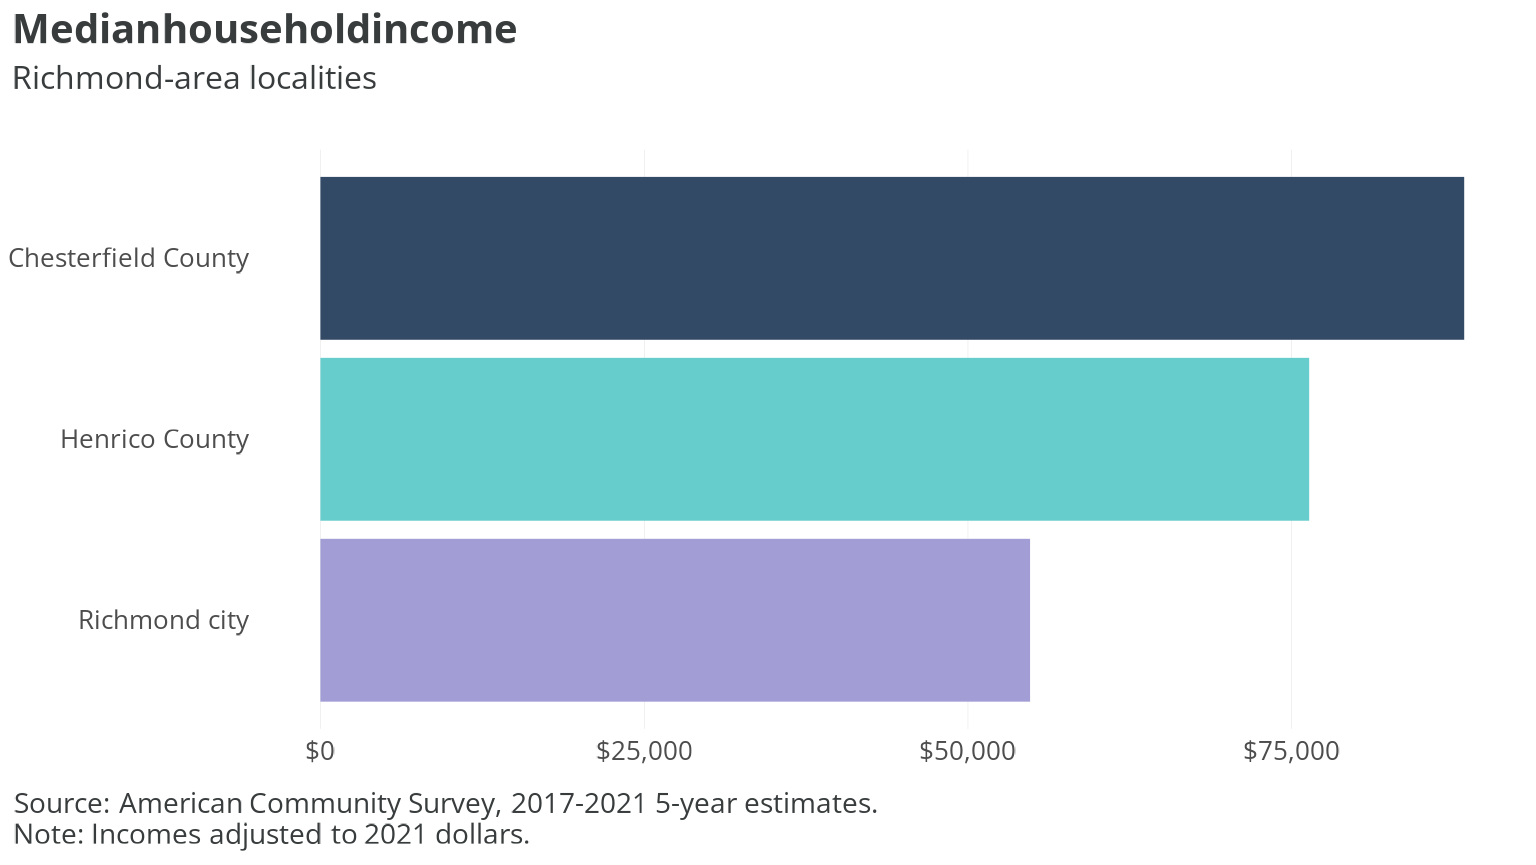 Medianhouseholdincome
Richmond-area localities
Chesterfield County
Henrico County
Richmond city
$0 $25,000 $50,000 $75,000
Source: American Community Survey, 2017-2021 5-year estimates.
Note: Incomes adjusted to 2021 dollars.